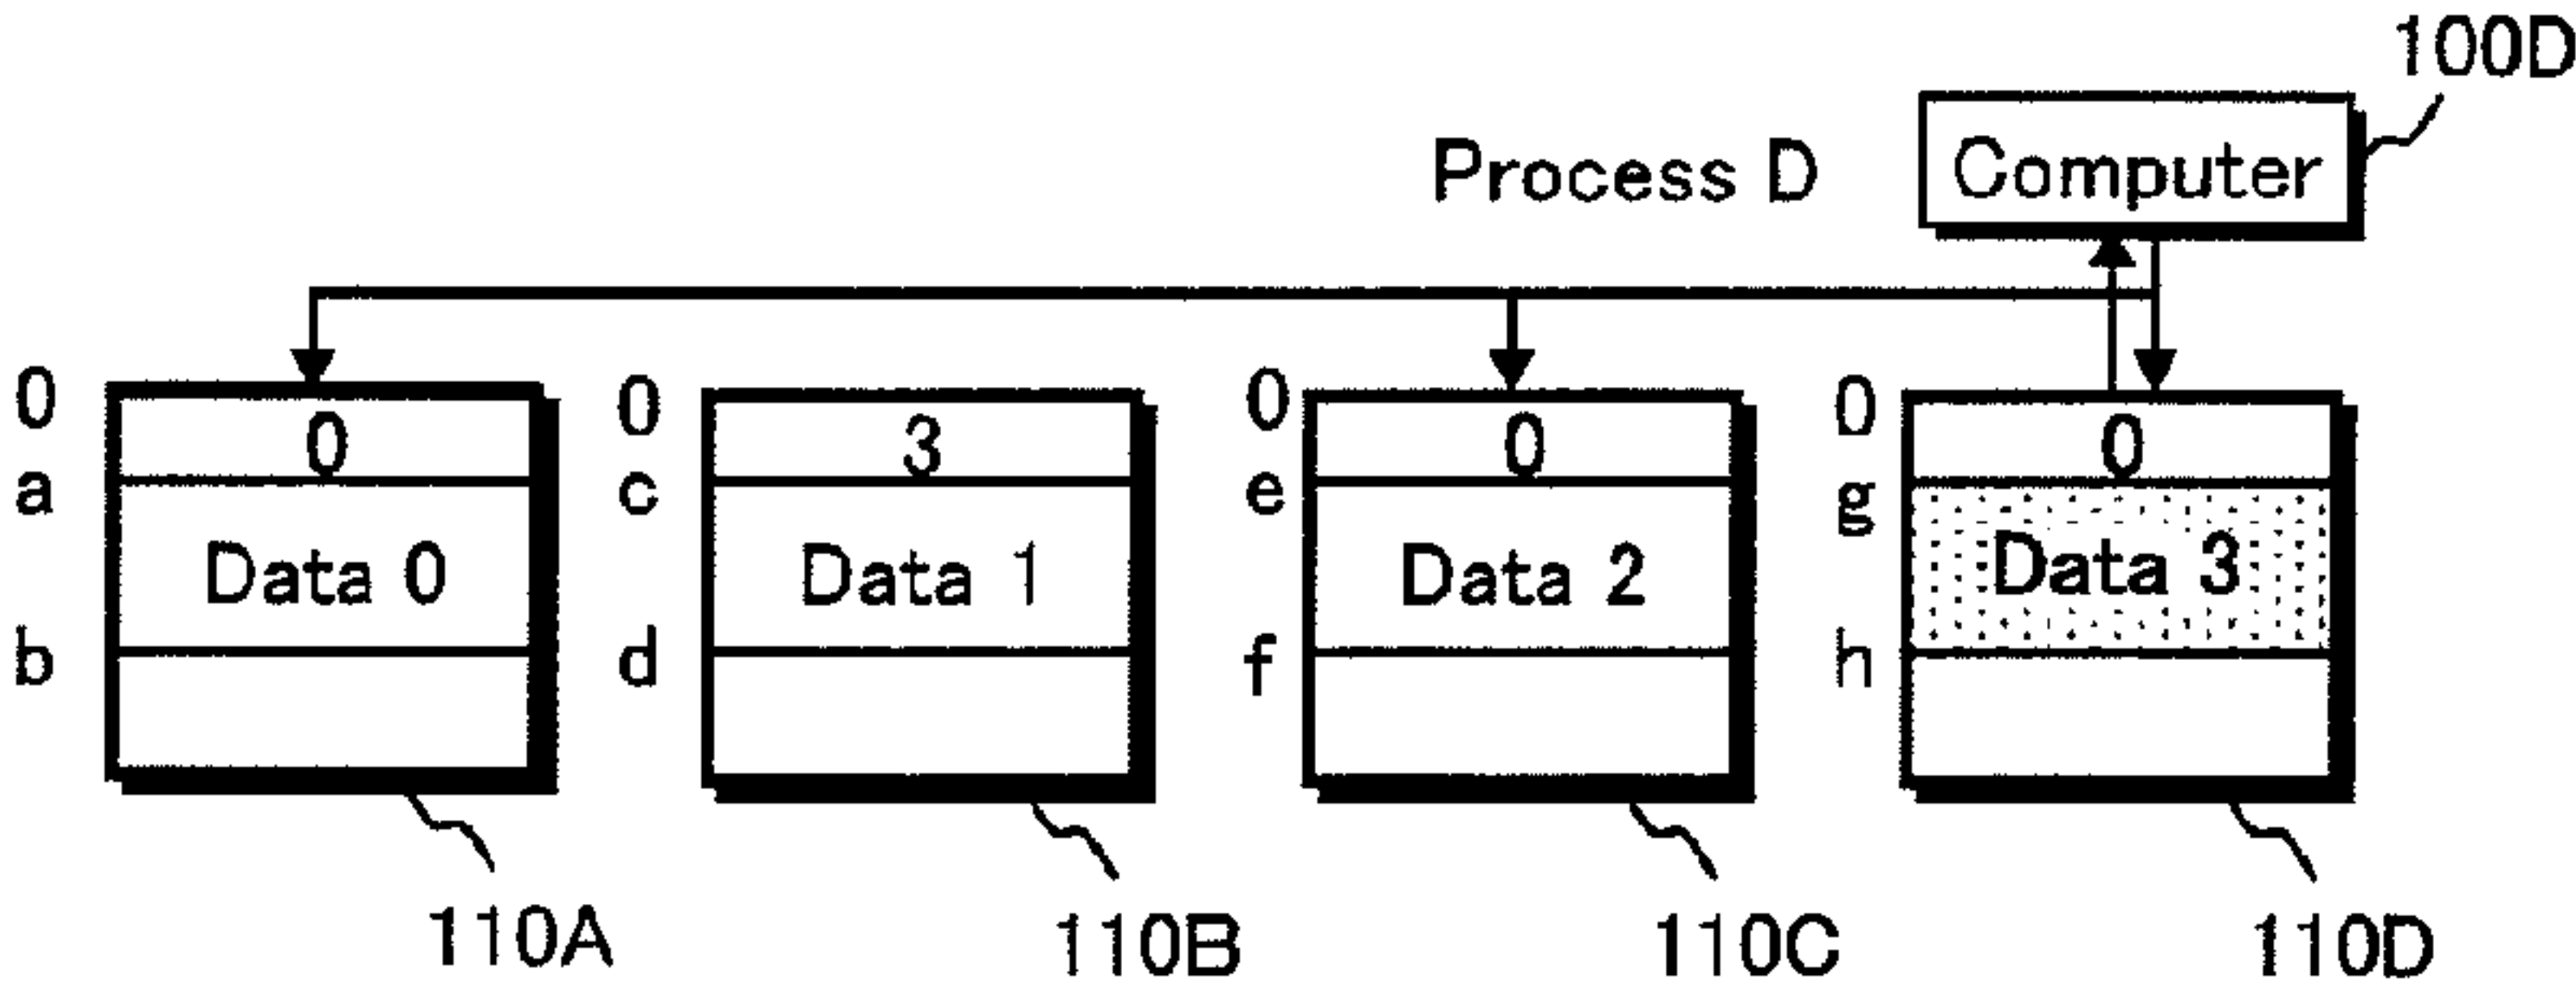 100D
Process D Computer
0 0 0 3 0 0 0 0
a c e g
Data 0 Data 1 Data 2 Data 3
b d f h
110A 110B 110C 110D